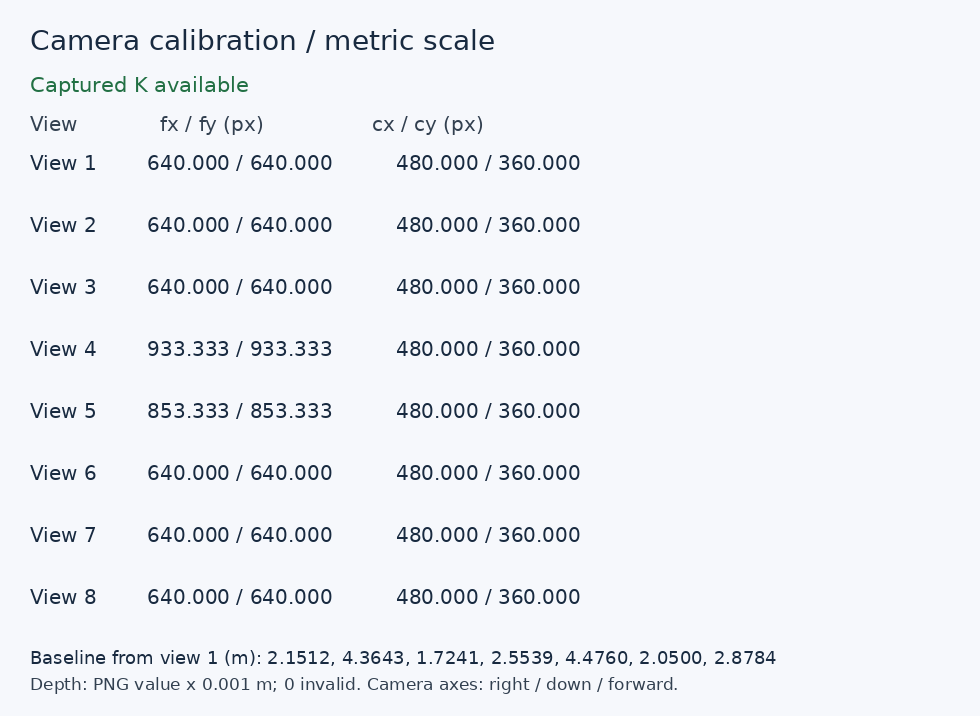 Camera calibration / metric scale
Captured K available
View fx / fy (px) cx / cy (px)
View 1 640.000 / 640.000 480.000 / 360.000
View 2 640.000 / 640.000 480.000 / 360.000
View 3 640.000 / 640.000 480.000 / 360.000
View 4 933.333 / 933.333 480.000 / 360.000
View 5 853.333 / 853.333 480.000 / 360.000
View 6 640.000 / 640.000 480.000 / 360.000
View 7 640.000 / 640.000 480.000 / 360.000
View 8 640.000 / 640.000 480.000 / 360.000
Baseline from view 1 (m): 2.1512, 4.3643, 1.7241, 2.5539, 4.4760, 2.0500, 2.8784
Depth: PNG value x 0.001 m; 0 invalid. Camera axes: right / down / forward.